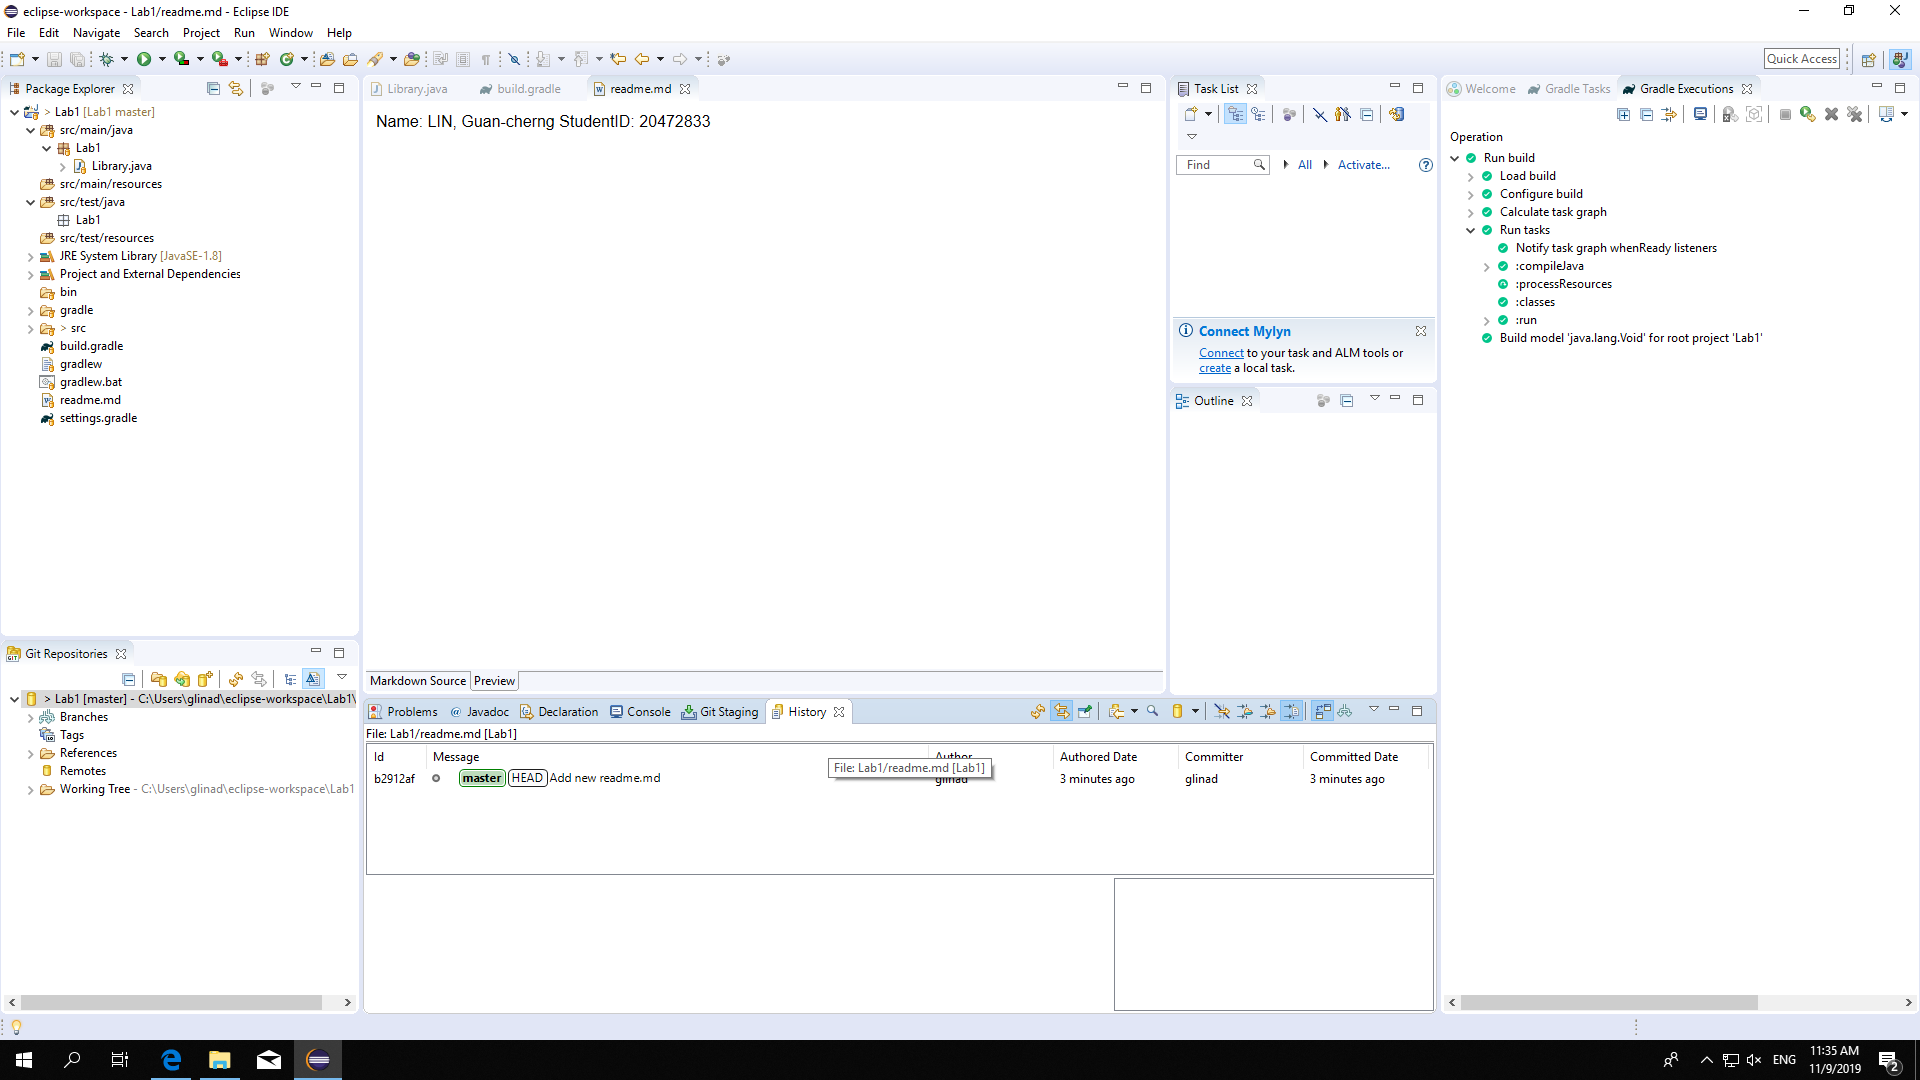 eclipse-workspace - Lab1/readme.md - Eclipse IDE
File Edit Navigate Search Project Run Window Help
Quick Access
Package Explorer
> Lab1 [Lab1 master]
src/main/java
Lab1
Library.java
src/main/resources
src/test/java
Lab1
src/test/resources
JRE System Library [JavaSE-1.8]
Project and External Dependencies
bin
gradle
> src
build.gradle
gradlew
gradlew.bat
readme.md
settings.gradle
Git Repositories
> Lab1 [master] - C:\Users\glinad\eclipse-workspace\Lab1\
Branches
Tags
References
Remotes
Working Tree - C:\Users\glinad\eclipse-workspace\Lab1
Library.java build.gradle readme.md
Name: LIN, Guan-cherng StudentID: 20472833
Markdown Source Preview
Problems @ Javadoc Declaration Console Git Staging History
File: Lab1/readme.md [Lab1]
Id Message Author Authored Date Committer Committed Date
File: Lab1/readme.md [Lab1]
b2912af master HEAD Add new readme.md glinad 3 minutes ago glinad 3 minutes ago
Task List
Find All Activate...
Connect Mylyn
Connect to your task and ALM tools or
create a local task.
Outline
Welcome Gradle Tasks Gradle Executions
Operation
Run build
Load build
Configure build
Calculate task graph
Run tasks
Notify task graph whenReady listeners
:compileJava
:processResources
:classes
:run
Build model 'java.lang.Void' for root project 'Lab1'
ENG
11:35 AM
11/9/2019
2